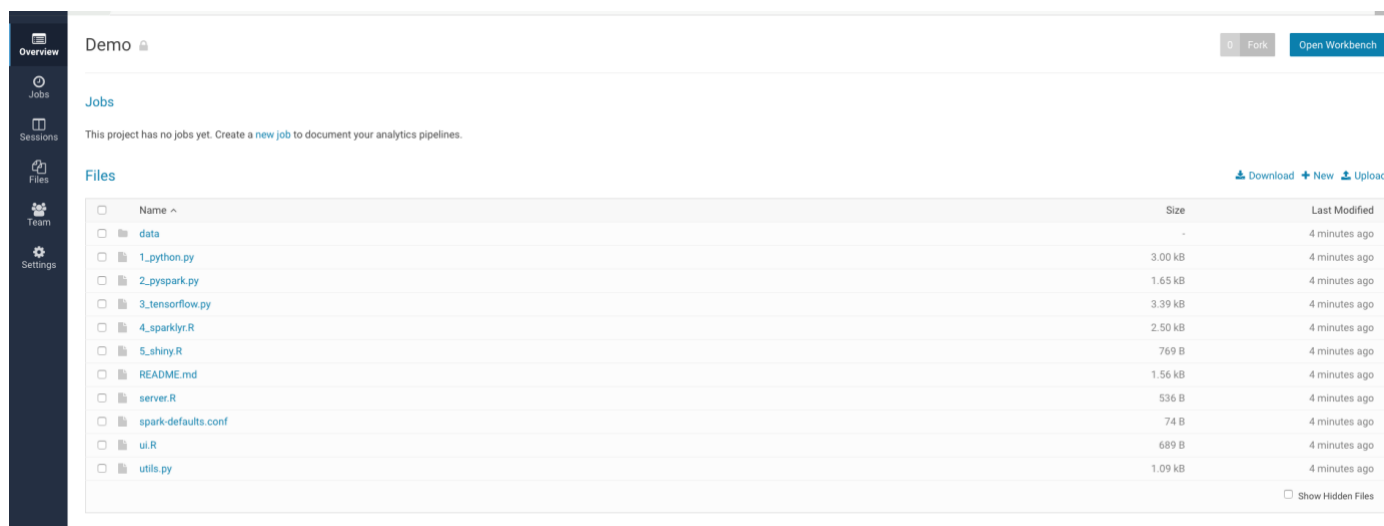 Overview
Jobs
Sessions
Files
Team
Settings
Demo
0 Fork Open Workbench
Jobs
This project has no jobs yet. Create a new job to document your analytics pipelines.
Files
Download New Upload
Name Size Last Modified
data - 4 minutes ago
1_python.py 3.00 kB 4 minutes ago
2_pyspark.py 1.65 kB 4 minutes ago
3_tensorflow.py 3.39 kB 4 minutes ago
4_sparklyr.R 2.50 kB 4 minutes ago
5_shiny.R 769 B 4 minutes ago
README.md 1.56 kB 4 minutes ago
server.R 536 B 4 minutes ago
spark-defaults.conf 74 B 4 minutes ago
ui.R 689 B 4 minutes ago
utils.py 1.09 kB 4 minutes ago
Show Hidden Files